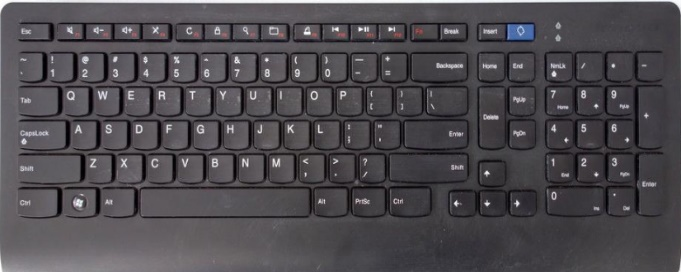 Esc Fn Break Insert
~ ! @ # $ % ^ & * ( ) — + Backspace Home End NmLk / * -
` 1 2 3 4 5 6 7 8 9 0 - =
Tab Q W E R T Y U I O P { } | PgUp 7 8 9 +
[ ] \ Home PgUp
Delete
CapsLock A S D F G H J K L : " Enter PgDn 4 5 6
; '
Shift Z X C V B N M < > ? Shift 1 2 3
, . / End PgDn Enter
Ctrl Alt Alt PrtSc Ctrl 0 .
Ins Del